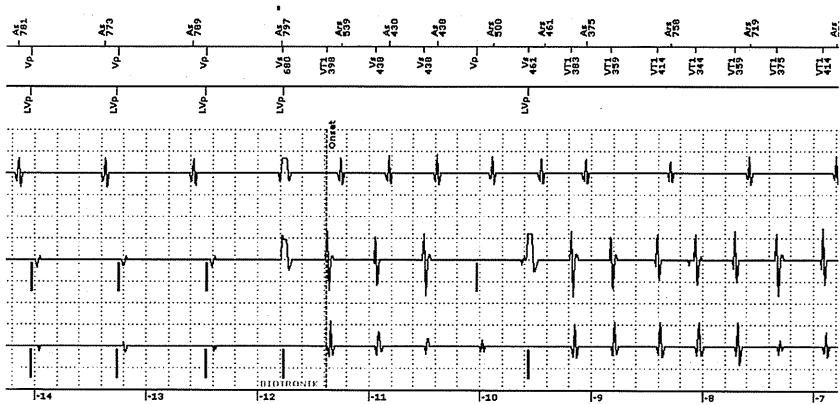 As As As As Ars As As Ars Ars As Ars Ars Ars
781 773 789 797 539 430 438 500 461 375 758 719
Vp Vp Vp Vs VT1 Vs Vs Vp Vs VT1 VT1 VT1 VT1 VT1 VT1 VT1
680 398 438 438 461 383 359 414 344 359 375 414
LVp LVp LVp LVp LVp
Onset
BIOTRONIK
-14 -13 -12 -11 -10 -9 -8 -7